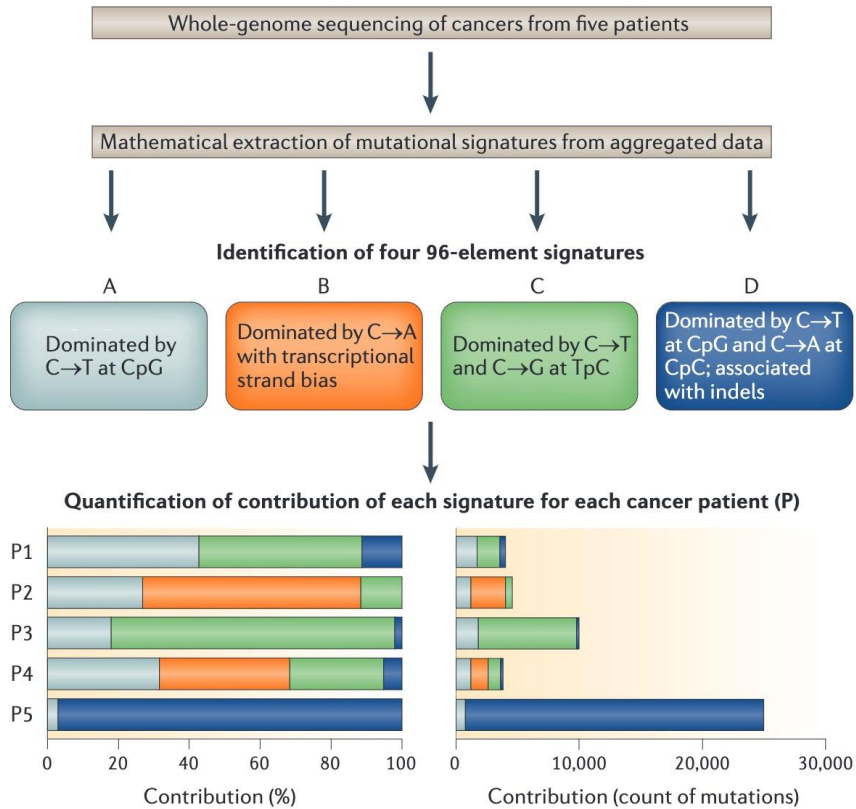 Whole-genome sequencing of cancers from five patients
Mathematical extraction of mutational signatures from aggregated data
Identification of four 96-element signatures
A
B
C
D
Dominated by
C→T at CpG
Dominated by C→A
with transcriptional
strand bias
Dominated by C→T
and C→G at TpC
Dominated by C→T
at CpG and C→A at
CpC; associated
with indels
Quantification of contribution of each signature for each cancer patient (P)
P1
P2
P3
P4
P5
0 20 40 60 80 100
Contribution (%)
0 10,000 20,000 30,000
Contribution (count of mutations)